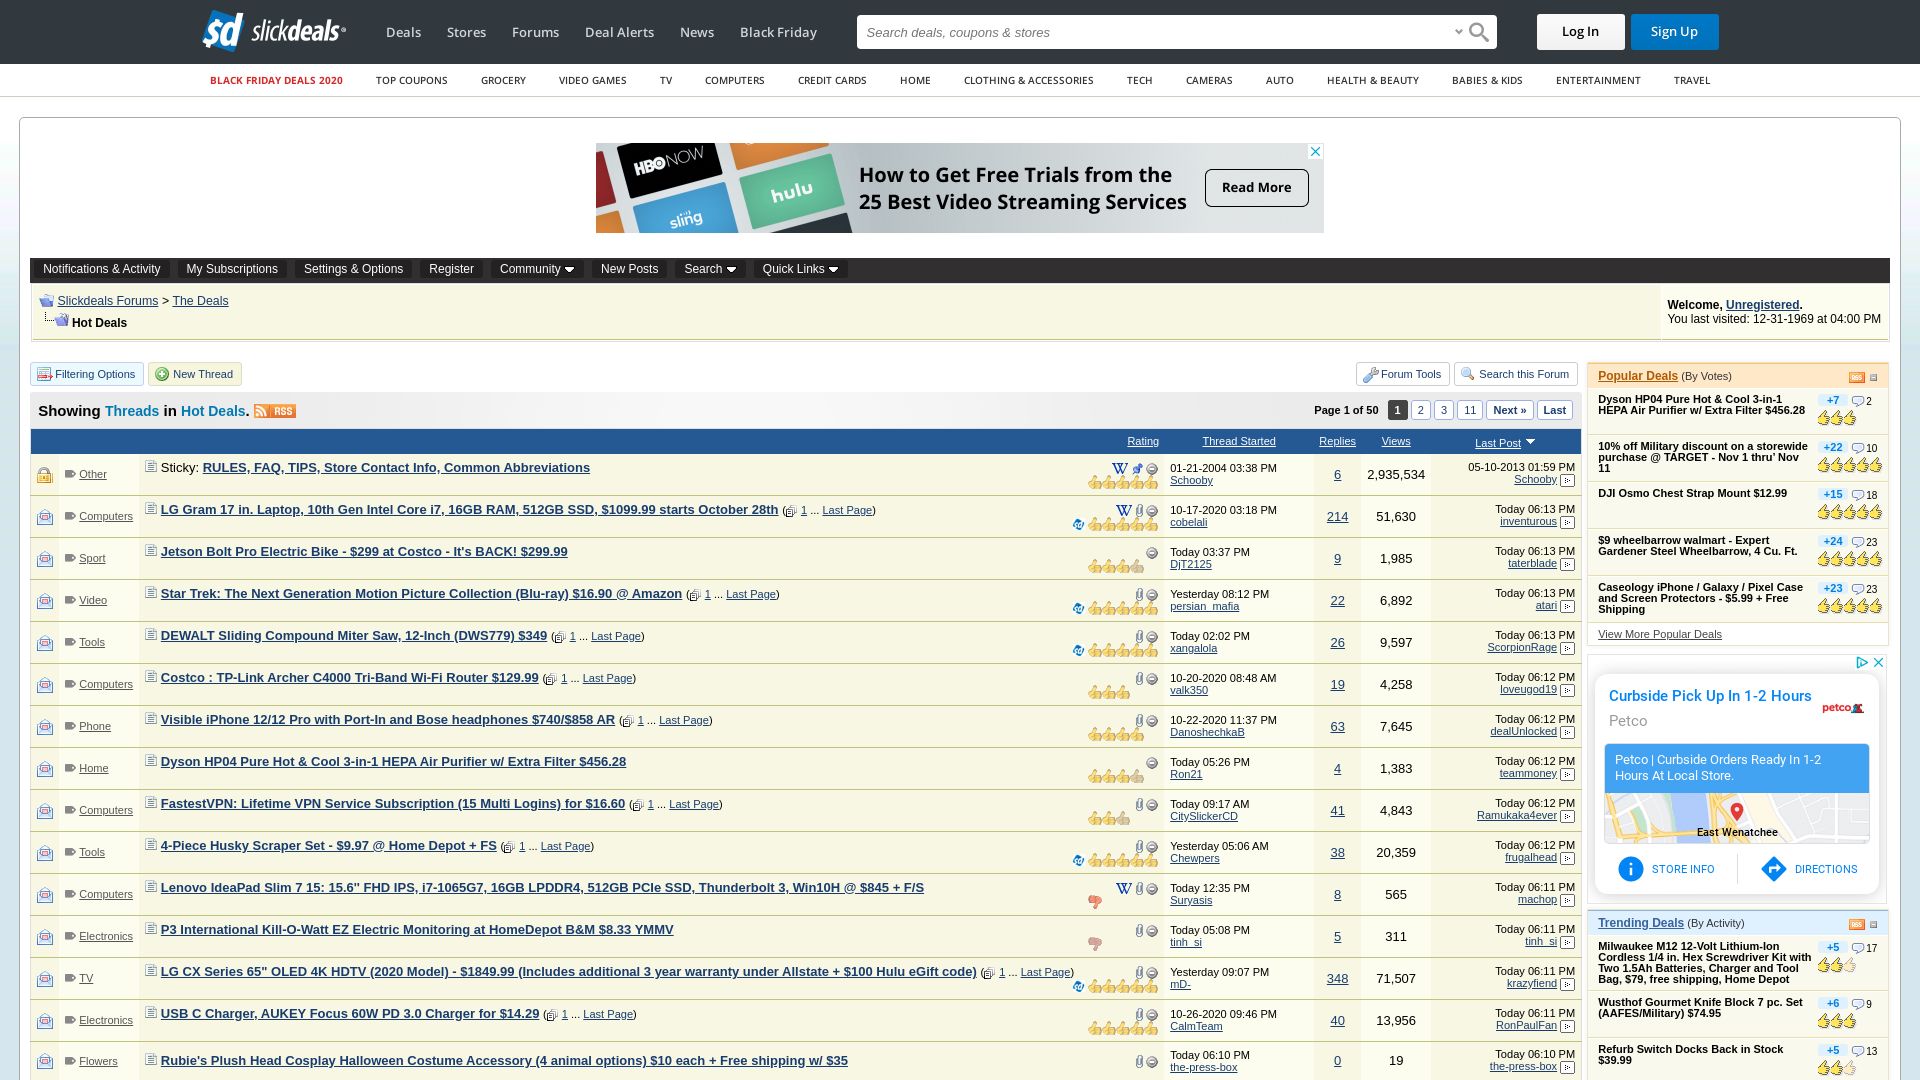 slickdeals
Deals Stores Forums Deal Alerts News Black Friday
Search deals, coupons & stores
Log In Sign Up
BLACK FRIDAY DEALS 2020 TOP COUPONS GROCERY VIDEO GAMES TV COMPUTERS CREDIT CARDS HOME CLOTHING & ACCESSORIES TECH CAMERAS AUTO HEALTH & BEAUTY BABIES & KIDS ENTERTAINMENT TRAVEL
HBO NOW
hulu
sling
How to Get Free Trials from the
25 Best Video Streaming Services
Read More
Notifications & Activity My Subscriptions Settings & Options Register Community New Posts Search Quick Links
Slickdeals Forums > The Deals
Hot Deals
Welcome, Unregistered.
You last visited: 12-31-1969 at 04:00 PM
Filtering Options New Thread Forum Tools Search this Forum
Showing Threads in Hot Deals. RSS
Page 1 of 50 1 2 3 11 Next » Last
Rating Thread Started Replies Views Last Post
Other Sticky: RULES, FAQ, TIPS, Store Contact Info, Common Abbreviations 01-21-2004 03:38 PM Schooby 6 2,935,534 05-10-2013 01:59 PM Schooby
Computers LG Gram 17 in. Laptop, 10th Gen Intel Core i7, 16GB RAM, 512GB SSD, $1099.99 starts October 28th ( 1 ... Last Page) 10-17-2020 03:18 PM cobelali 214 51,630 Today 06:13 PM inventurous
Sport Jetson Bolt Pro Electric Bike - $299 at Costco - It's BACK! $299.99 Today 03:37 PM DjT2125 9 1,985 Today 06:13 PM taterblade
Video Star Trek: The Next Generation Motion Picture Collection (Blu-ray) $16.90 @ Amazon ( 1 ... Last Page) Yesterday 08:12 PM persian_mafia 22 6,892 Today 06:13 PM atari
Tools DEWALT Sliding Compound Miter Saw, 12-Inch (DWS779) $349 ( 1 ... Last Page) Today 02:02 PM xangalola 26 9,597 Today 06:13 PM ScorpionRage
Computers Costco : TP-Link Archer C4000 Tri-Band Wi-Fi Router $129.99 ( 1 ... Last Page) 10-20-2020 08:48 AM valk350 19 4,258 Today 06:12 PM loveugod19
Phone Visible iPhone 12/12 Pro with Port-In and Bose headphones $740/$858 AR ( 1 ... Last Page) 10-22-2020 11:37 PM DanoshechkaB 63 7,645 Today 06:12 PM dealUnlocked
Home Dyson HP04 Pure Hot & Cool 3-in-1 HEPA Air Purifier w/ Extra Filter $456.28 Today 05:26 PM Ron21 4 1,383 Today 06:12 PM teammoney
Computers FastestVPN: Lifetime VPN Service Subscription (15 Multi Logins) for $16.60 ( 1 ... Last Page) Today 09:17 AM CitySlickerCD 41 4,843 Today 06:12 PM Ramukaka4ever
Tools 4-Piece Husky Scraper Set - $9.97 @ Home Depot + FS ( 1 ... Last Page) Yesterday 05:06 AM Chewpers 38 20,359 Today 06:12 PM frugalhead
Computers Lenovo IdeaPad Slim 7 15: 15.6'' FHD IPS, i7-1065G7, 16GB LPDDR4, 512GB PCIe SSD, Thunderbolt 3, Win10H @ $845 + F/S Today 12:35 PM Suryasis 8 565 Today 06:11 PM machop
Electronics P3 International Kill-O-Watt EZ Electric Monitoring at HomeDepot B&M $8.33 YMMV Today 05:08 PM tinh_si 5 311 Today 06:11 PM tinh_si
TV LG CX Series 65" OLED 4K HDTV (2020 Model) - $1849.99 (Includes additional 3 year warranty under Allstate + $100 Hulu eGift code) ( 1 ... Last Page) Yesterday 09:07 PM mD- 348 71,507 Today 06:11 PM krazyfiend
Electronics USB C Charger, AUKEY Focus 60W PD 3.0 Charger for $14.29 ( 1 ... Last Page) 10-26-2020 09:46 PM CalmTeam 40 13,956 Today 06:11 PM RonPaulFan
Flowers Rubie's Plush Head Cosplay Halloween Costume Accessory (4 animal options) $10 each + Free shipping w/ $35 Today 06:10 PM the-press-box 0 19 Today 06:10 PM the-press-box
Popular Deals (By Votes)
Dyson HP04 Pure Hot & Cool 3-in-1 +7 2
HEPA Air Purifier w/ Extra Filter $456.28
10% off Military discount on a storewide +22 10
purchase @ TARGET - Nov 1 thru' Nov
11
DJI Osmo Chest Strap Mount $12.99 +15 18
$9 wheelbarrow walmart - Expert +24 23
Gardener Steel Wheelbarrow, 4 Cu. Ft.
Caseology iPhone / Galaxy / Pixel Case +23 23
and Screen Protectors - $5.99 + Free
Shipping
View More Popular Deals
Curbside Pick Up In 1-2 Hours
Petco
petco
Petco | Curbside Orders Ready In 1-2
Hours At Local Store.
East Wenatchee
STORE INFO DIRECTIONS
Trending Deals (By Activity)
Milwaukee M12 12-Volt Lithium-Ion +5 17
Cordless 1/4 in. Hex Screwdriver Kit with
Two 1.5Ah Batteries, Charger and Tool
Bag, $79, free shipping, Home Depot
Wusthof Gourmet Knife Block 7 pc. Set +6 9
(AAFES/Military) $74.95
Refurb Switch Docks Back in Stock +5 13
$39.99